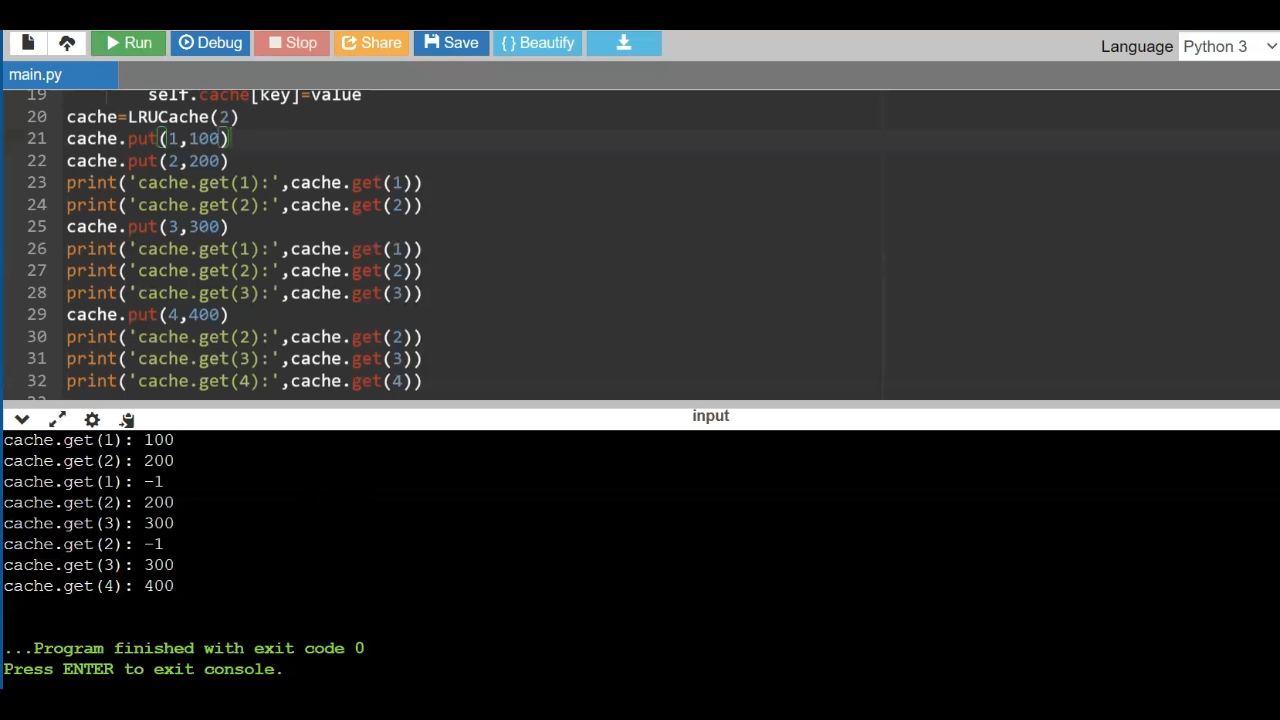 Run Debug Stop Share Save { } Beautify
Language Python 3
main.py
19 self.cache[key]=value
20 cache=LRUCache(2)
21 cache.put(1,100)
22 cache.put(2,200)
23 print('cache.get(1):',cache.get(1))
24 print('cache.get(2):',cache.get(2))
25 cache.put(3,300)
26 print('cache.get(1):',cache.get(1))
27 print('cache.get(2):',cache.get(2))
28 print('cache.get(3):',cache.get(3))
29 cache.put(4,400)
30 print('cache.get(2):',cache.get(2))
31 print('cache.get(3):',cache.get(3))
32 print('cache.get(4):',cache.get(4))
input
cache.get(1): 100
cache.get(2): 200
cache.get(1): -1
cache.get(2): 200
cache.get(3): 300
cache.get(2): -1
cache.get(3): 300
cache.get(4): 400
...Program finished with exit code 0
Press ENTER to exit console.